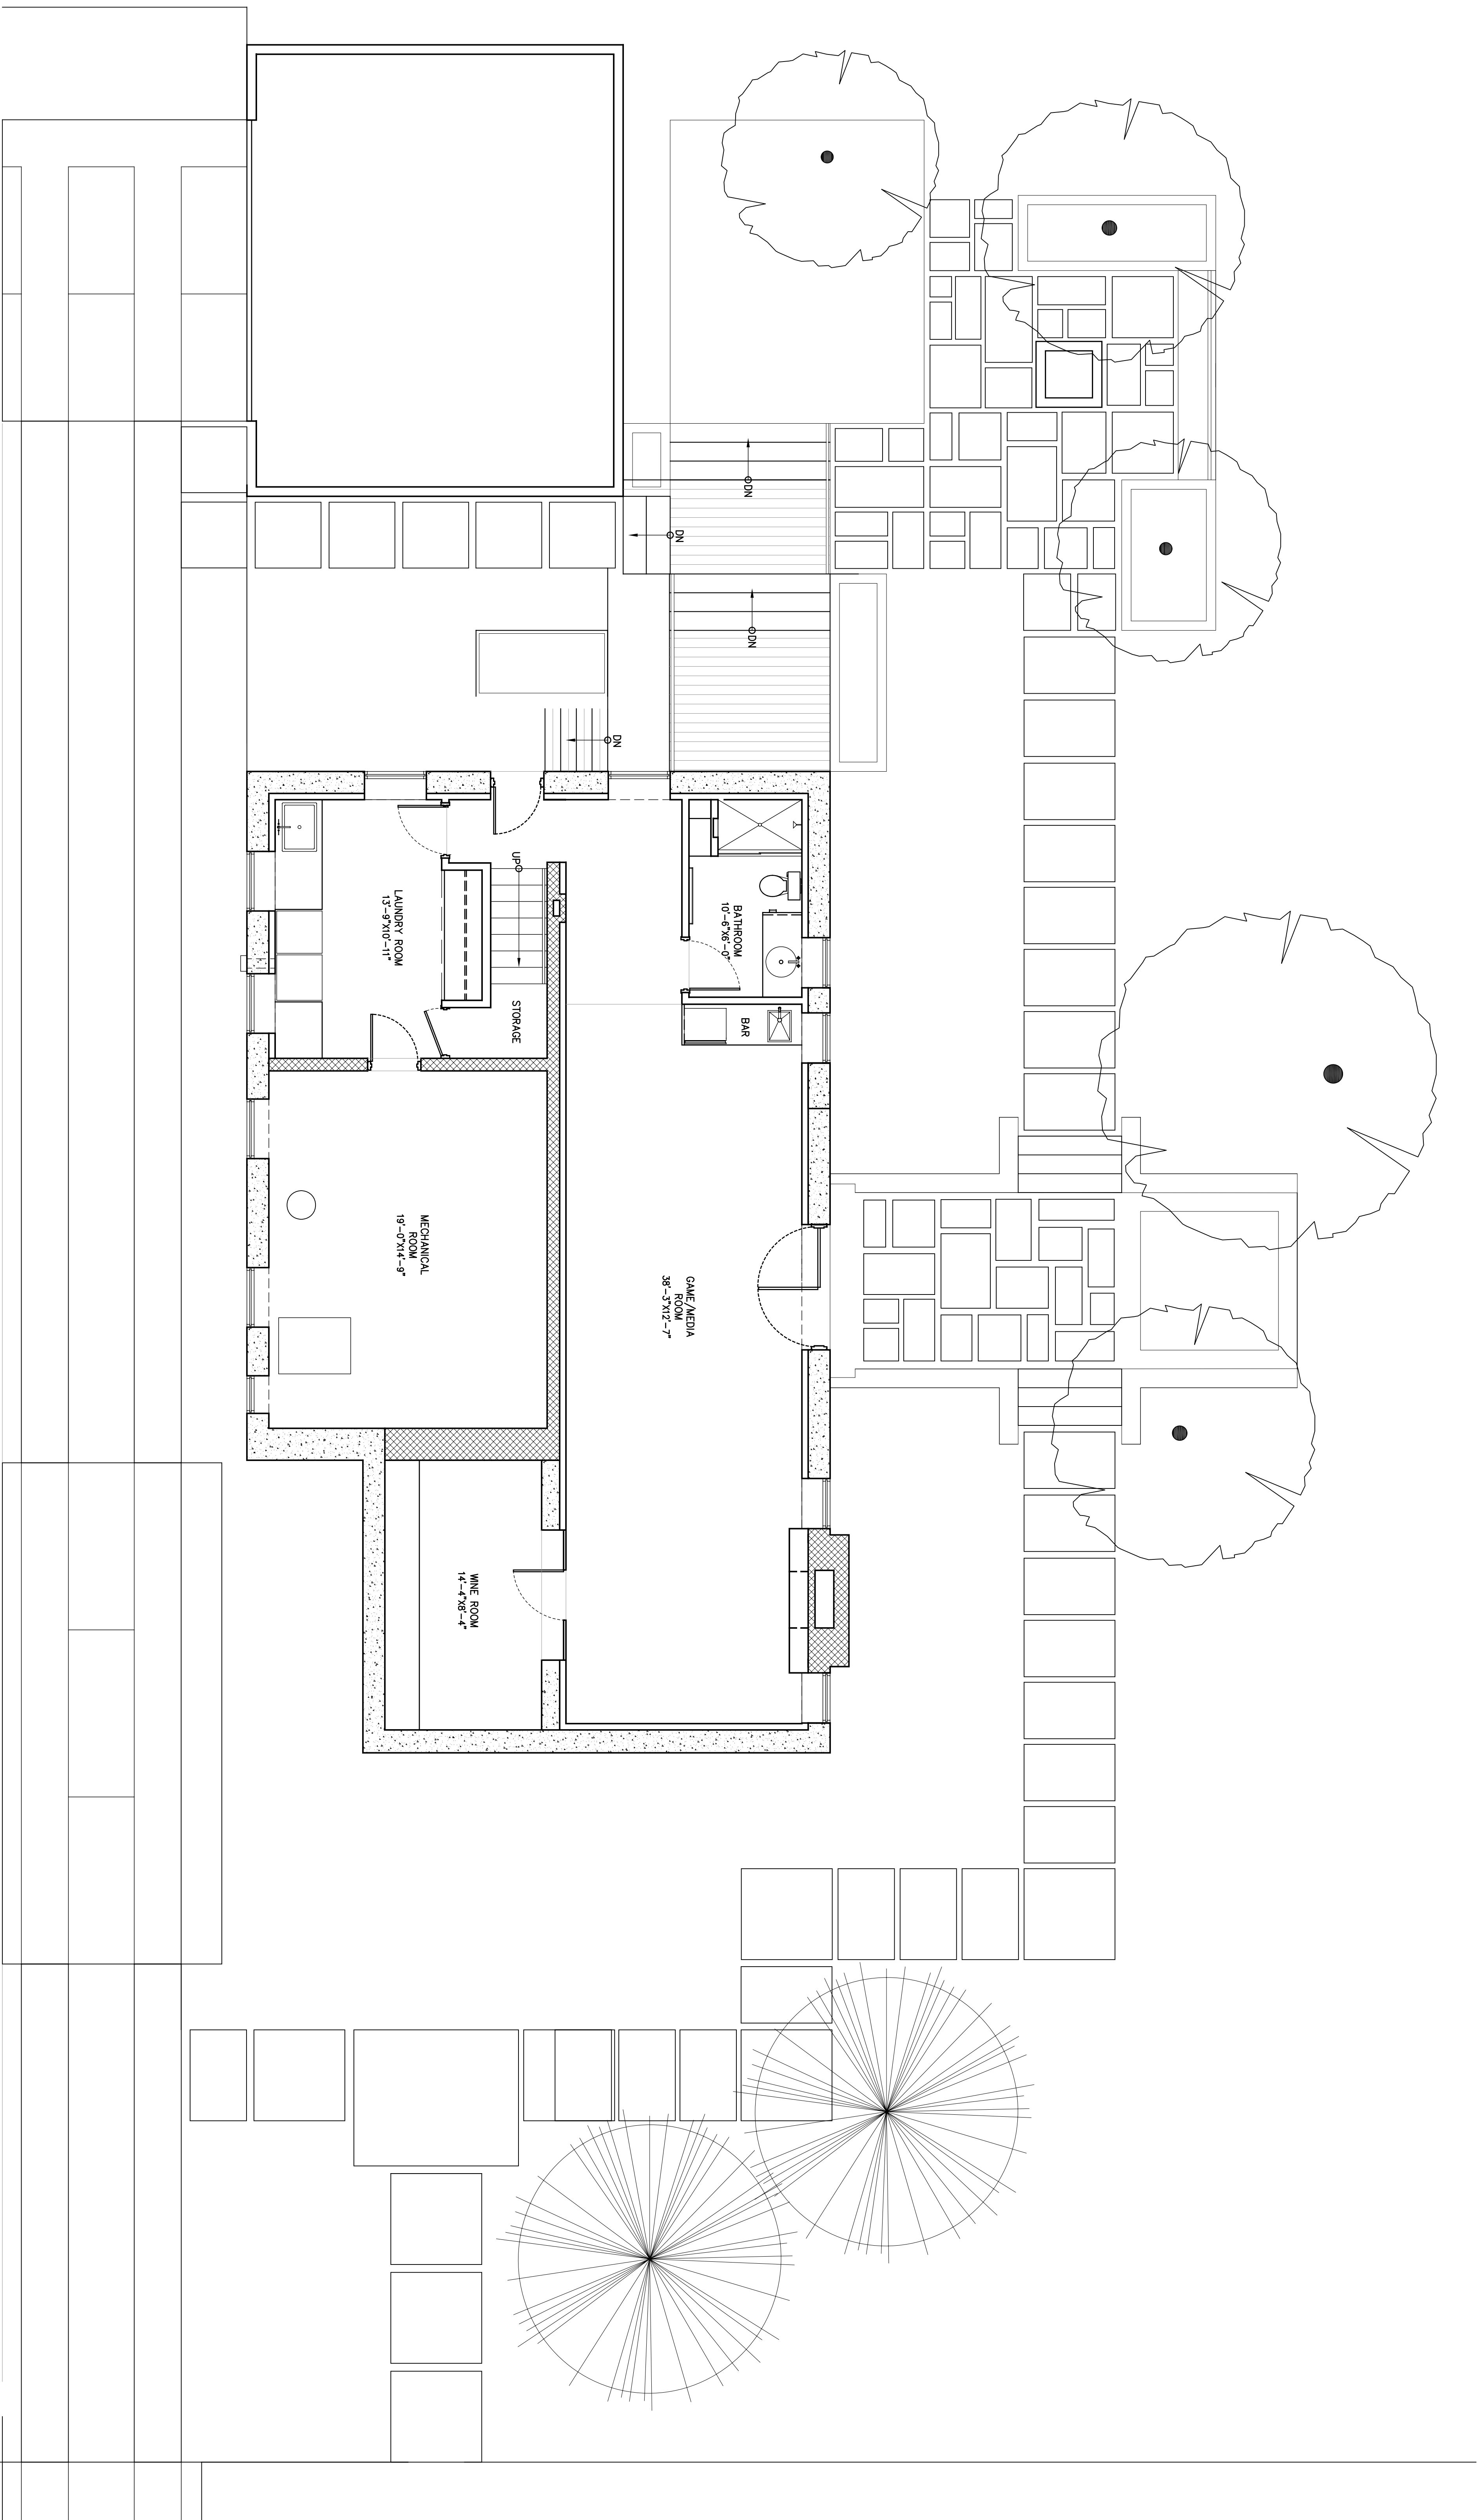 DN
DN
DN
DN
UP
BATHROOM
10'-6"X6'-0"
LAUNDRY ROOM
13'-9"X10'-11"
STORAGE
BAR
MECHANICAL
ROOM
19'-0"X14'-9"
GAME/MEDIA
ROOM
38'-3"X12'-7"
WINE ROOM
14'-4"X8'-4"